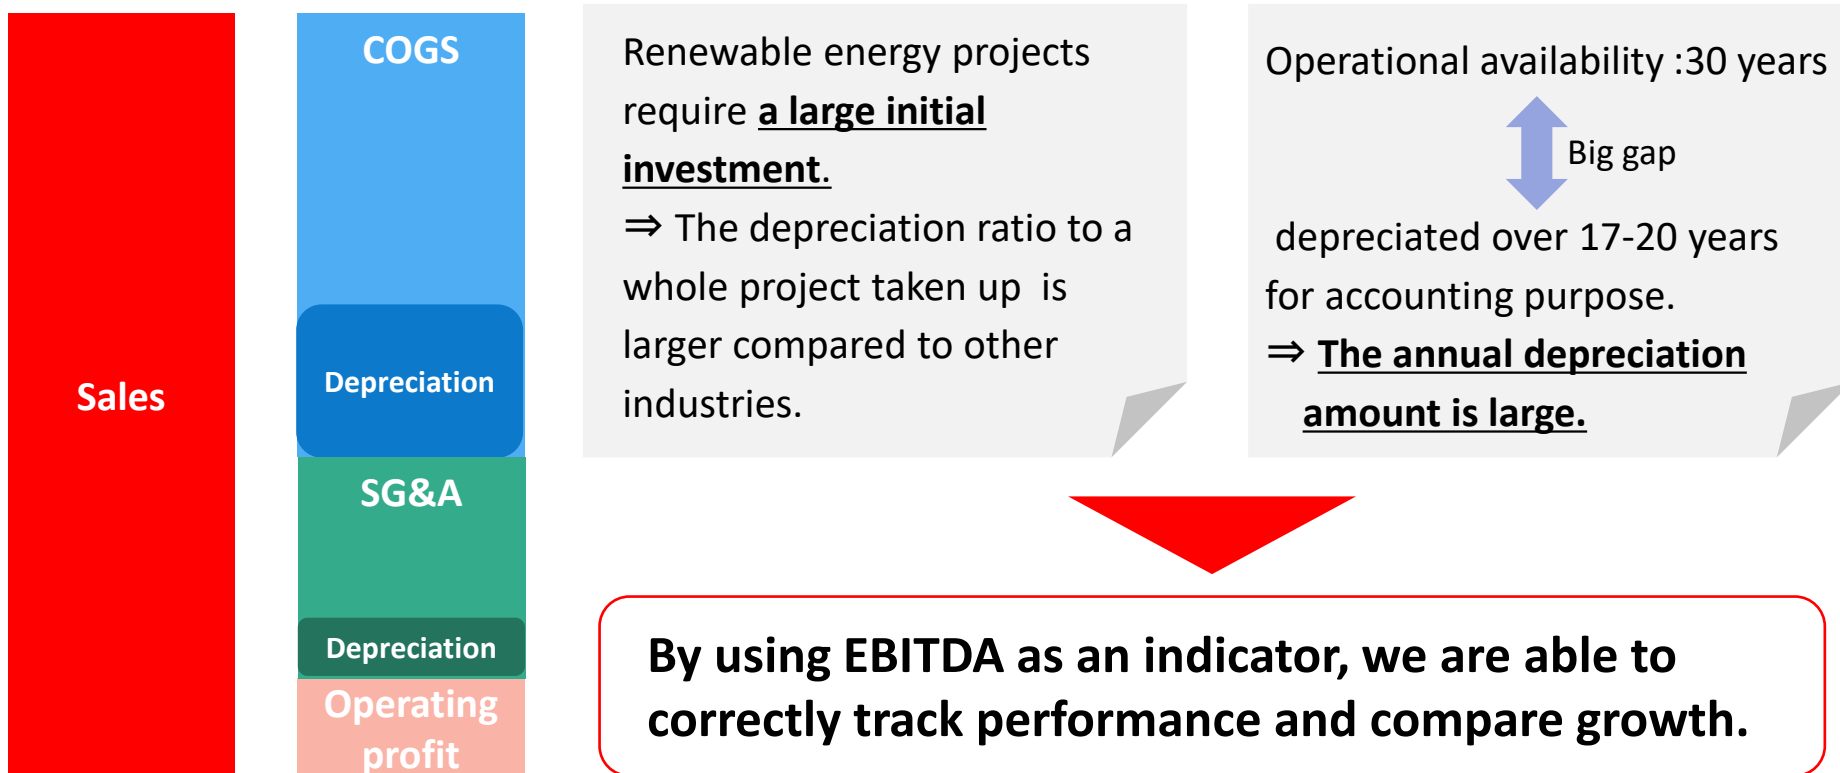 Sales
COGS
Depreciation
SG&A
Depreciation
Operating
profit
Renewable energy projects
require a large initial
investment.
⇒ The depreciation ratio to a
whole project taken up is
larger compared to other
industries.
Operational availability :30 years
Big gap
depreciated over 17-20 years
for accounting purpose.
⇒ The annual depreciation
amount is large.
By using EBITDA as an indicator, we are able to
correctly track performance and compare growth.